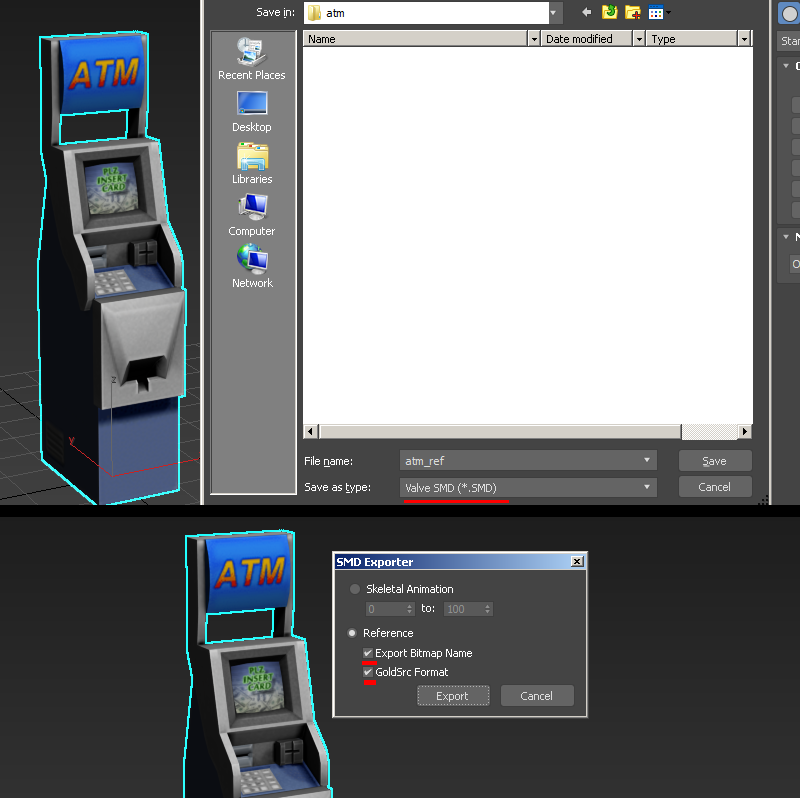 Save in:
atm
Name
Date modified
Type
Recent Places
Desktop
Libraries
Computer
Network
File name:
atm_ref
Save
Save as type:
Valve SMD (*.SMD)
Cancel
ATM
PLZ
INSERT
CARD
z
y
Star
ATM
PLZ
INSERT
CARD
SMD Exporter
Skeletal Animation
0
to:
100
Reference
Export Bitmap Name
GoldSrc Format
Export
Cancel